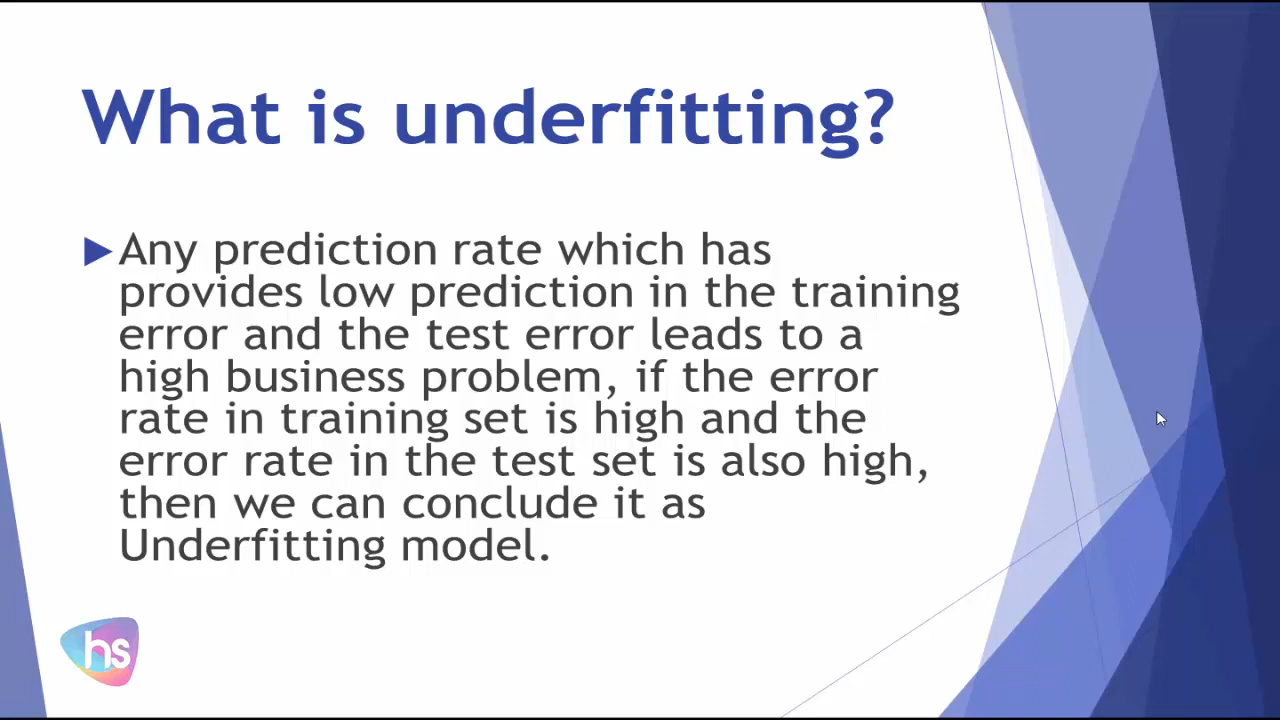 What is underfitting?
Any prediction rate which has
provides low prediction in the training
error and the test error leads to a
high business problem, if the error
rate in training set is high and the
error rate in the test set is also high,
then we can conclude it as
Underfitting model.
hs